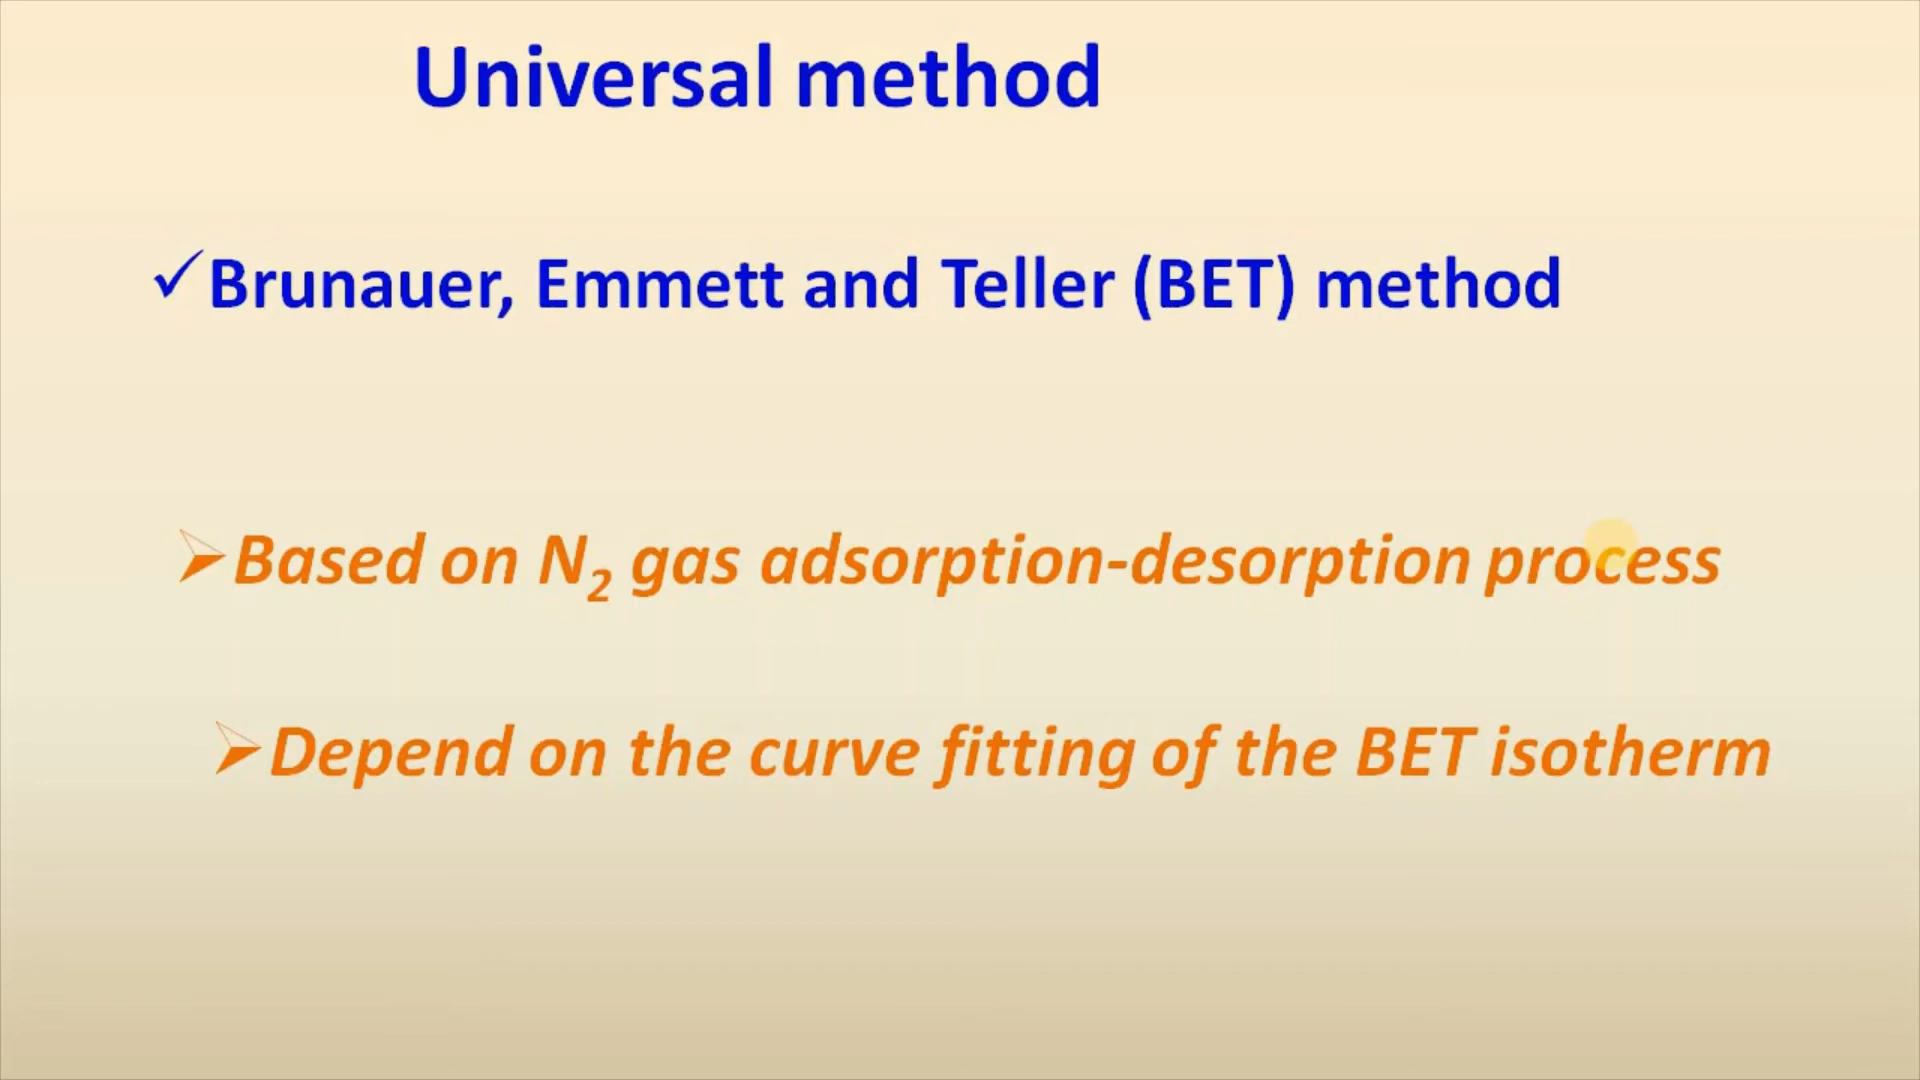 Universal method
✓Brunauer, Emmett and Teller (BET) method
➢Based on N₂ gas adsorption-desorption process
➢Depend on the curve fitting of the BET isotherm